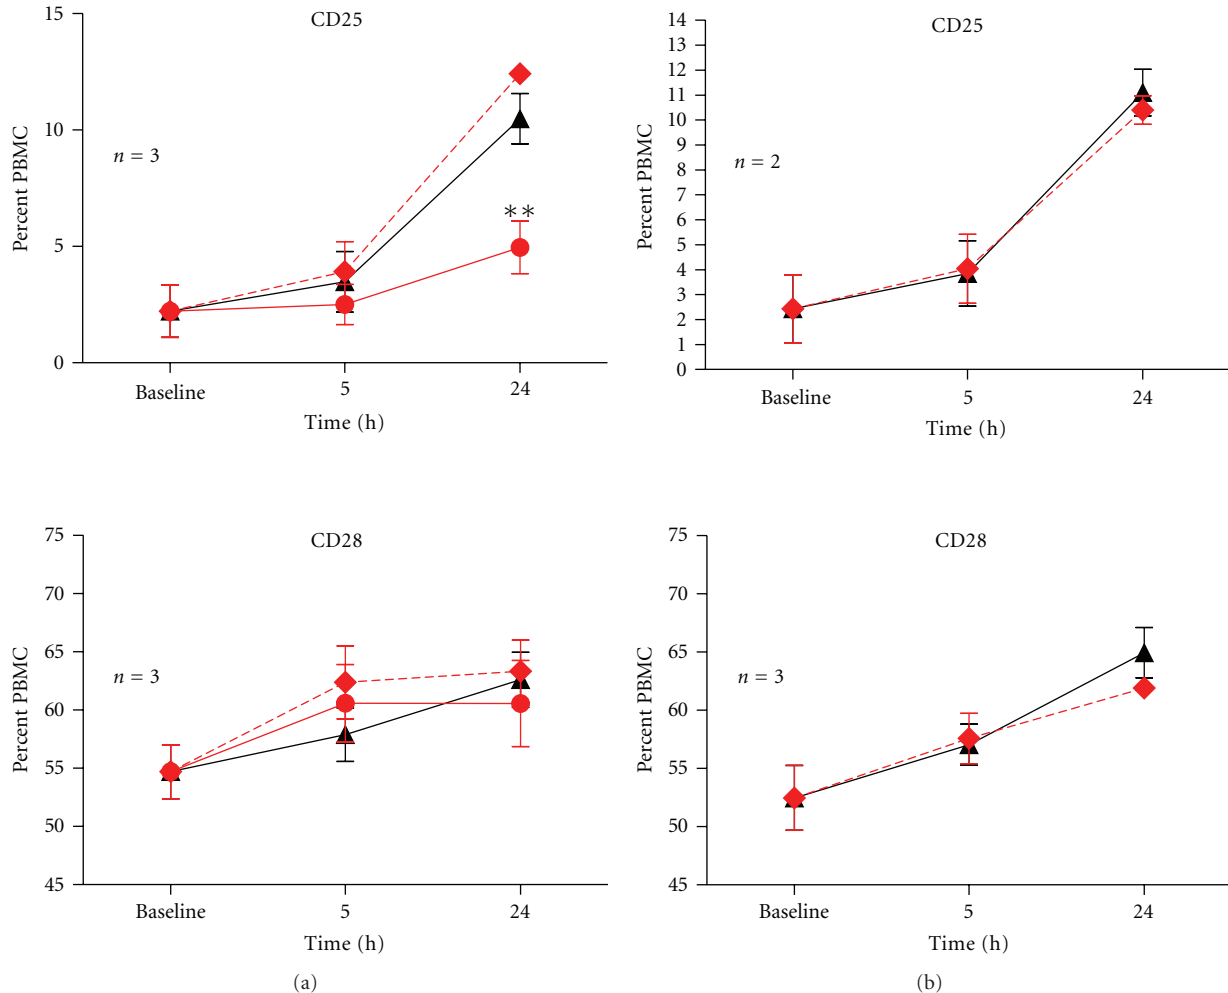 CD25
15
10
5
0
Percent PBMC
n = 3
**
Baseline
5
24
Time (h)
CD25
14
13
12
11
10
9
8
7
6
5
4
3
2
1
0
Percent PBMC
n = 2
Baseline
5
24
Time (h)
CD28
75
70
65
60
55
50
45
Percent PBMC
n = 3
Baseline
5
24
Time (h)
(a)
CD28
75
70
65
60
55
50
45
Percent PBMC
n = 3
Baseline
5
24
Time (h)
(b)